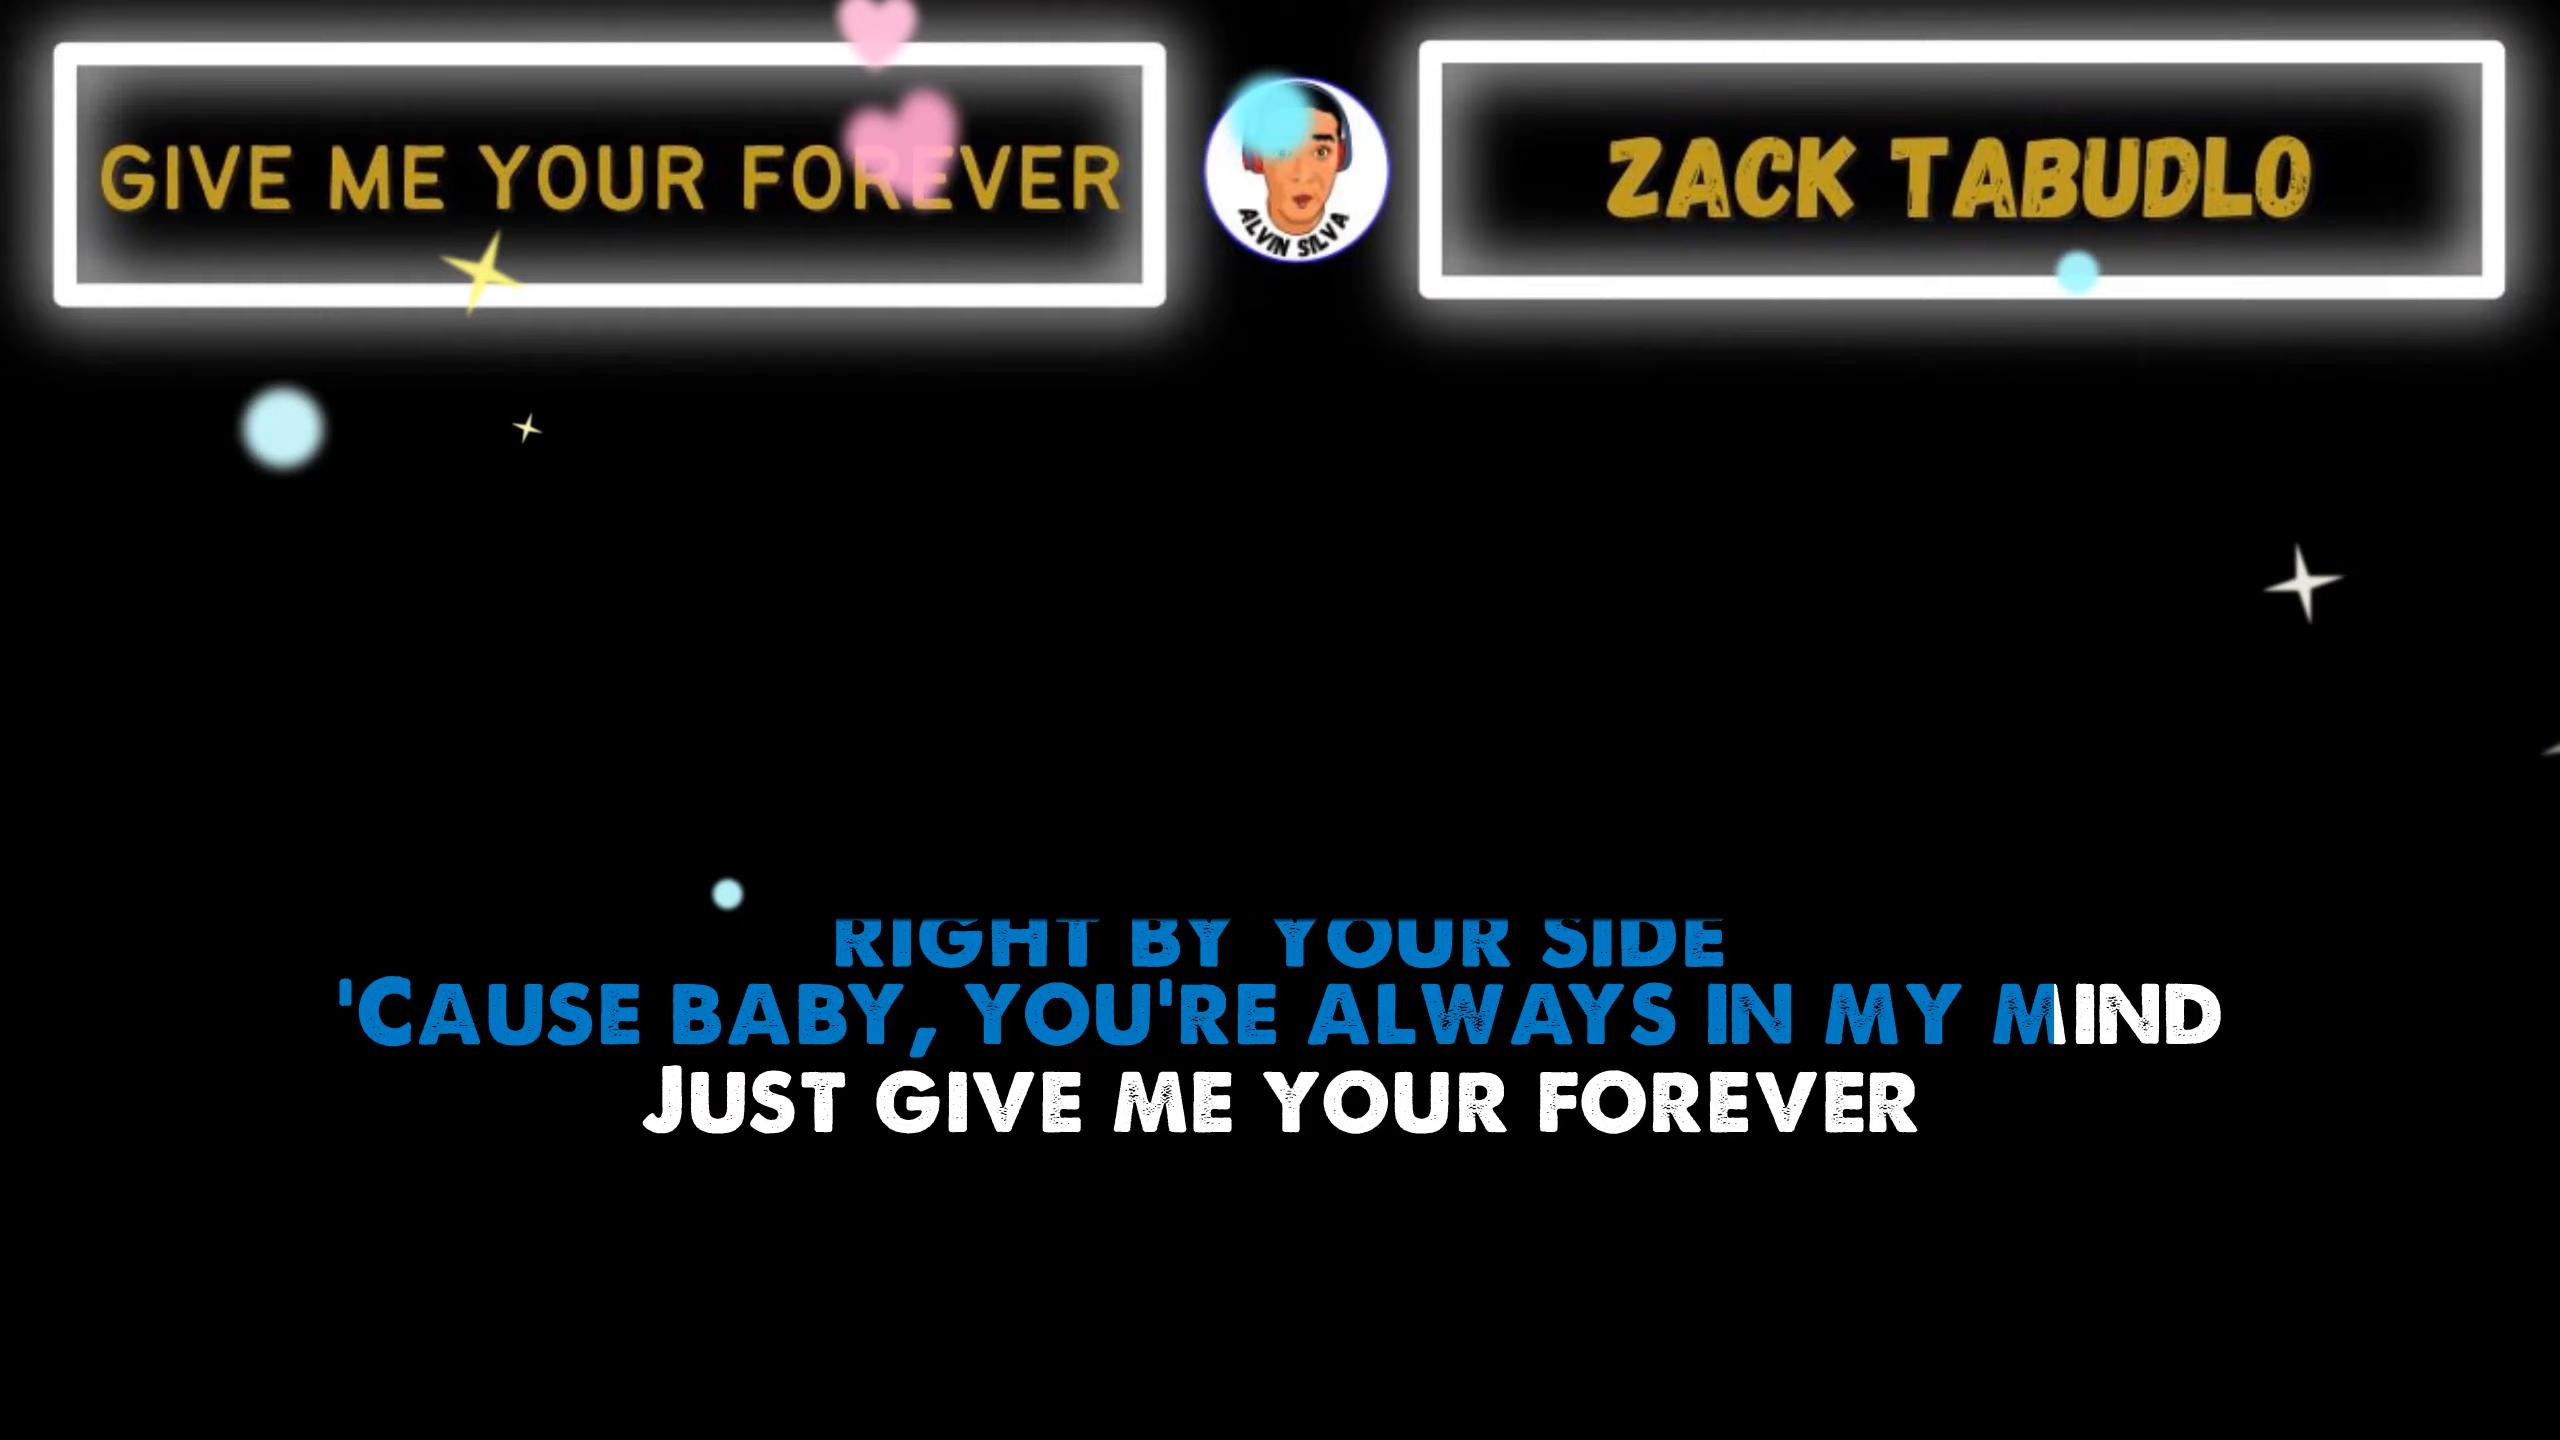 GIVE ME YOUR FOREVER
ALVIN SILVA
ZACK TABUDLO
RIGHT BY YOUR SIDE
'CAUSE BABY, YOU'RE ALWAYS IN MY MIND
JUST GIVE ME YOUR FOREVER